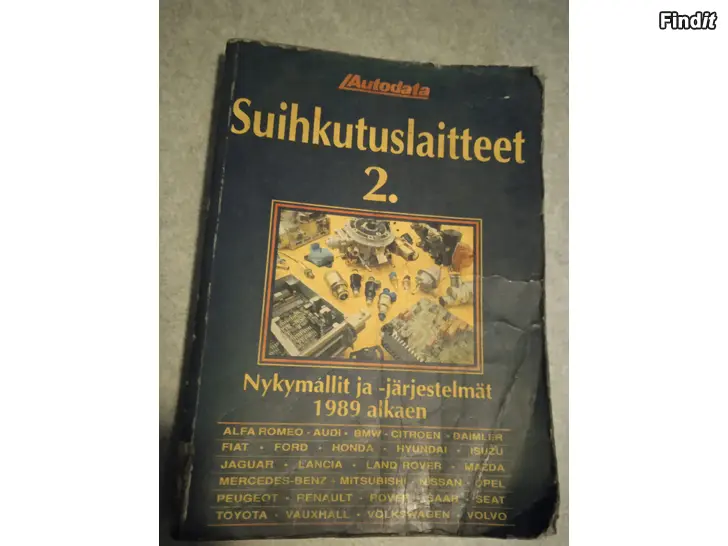 Findit
Autodata
Suihkutuslaitteet
2.
Nykymallit ja -järjestelmät
1989 alkaen
ALFA ROMEO • AUDI • BMW • CITROEN • DAIMLER
FIAT • FORD • HONDA • HYUNDAI • ISUZU
JAGUAR • LANCIA • LAND ROVER • MAZDA
MERCEDES-BENZ • MITSUBISHI • NISSAN • OPEL
PEUGEOT • RENAULT • ROVER • SAAB • SEAT
TOYOTA • VAUXHALL • VOLKSWAGEN • VOLVO